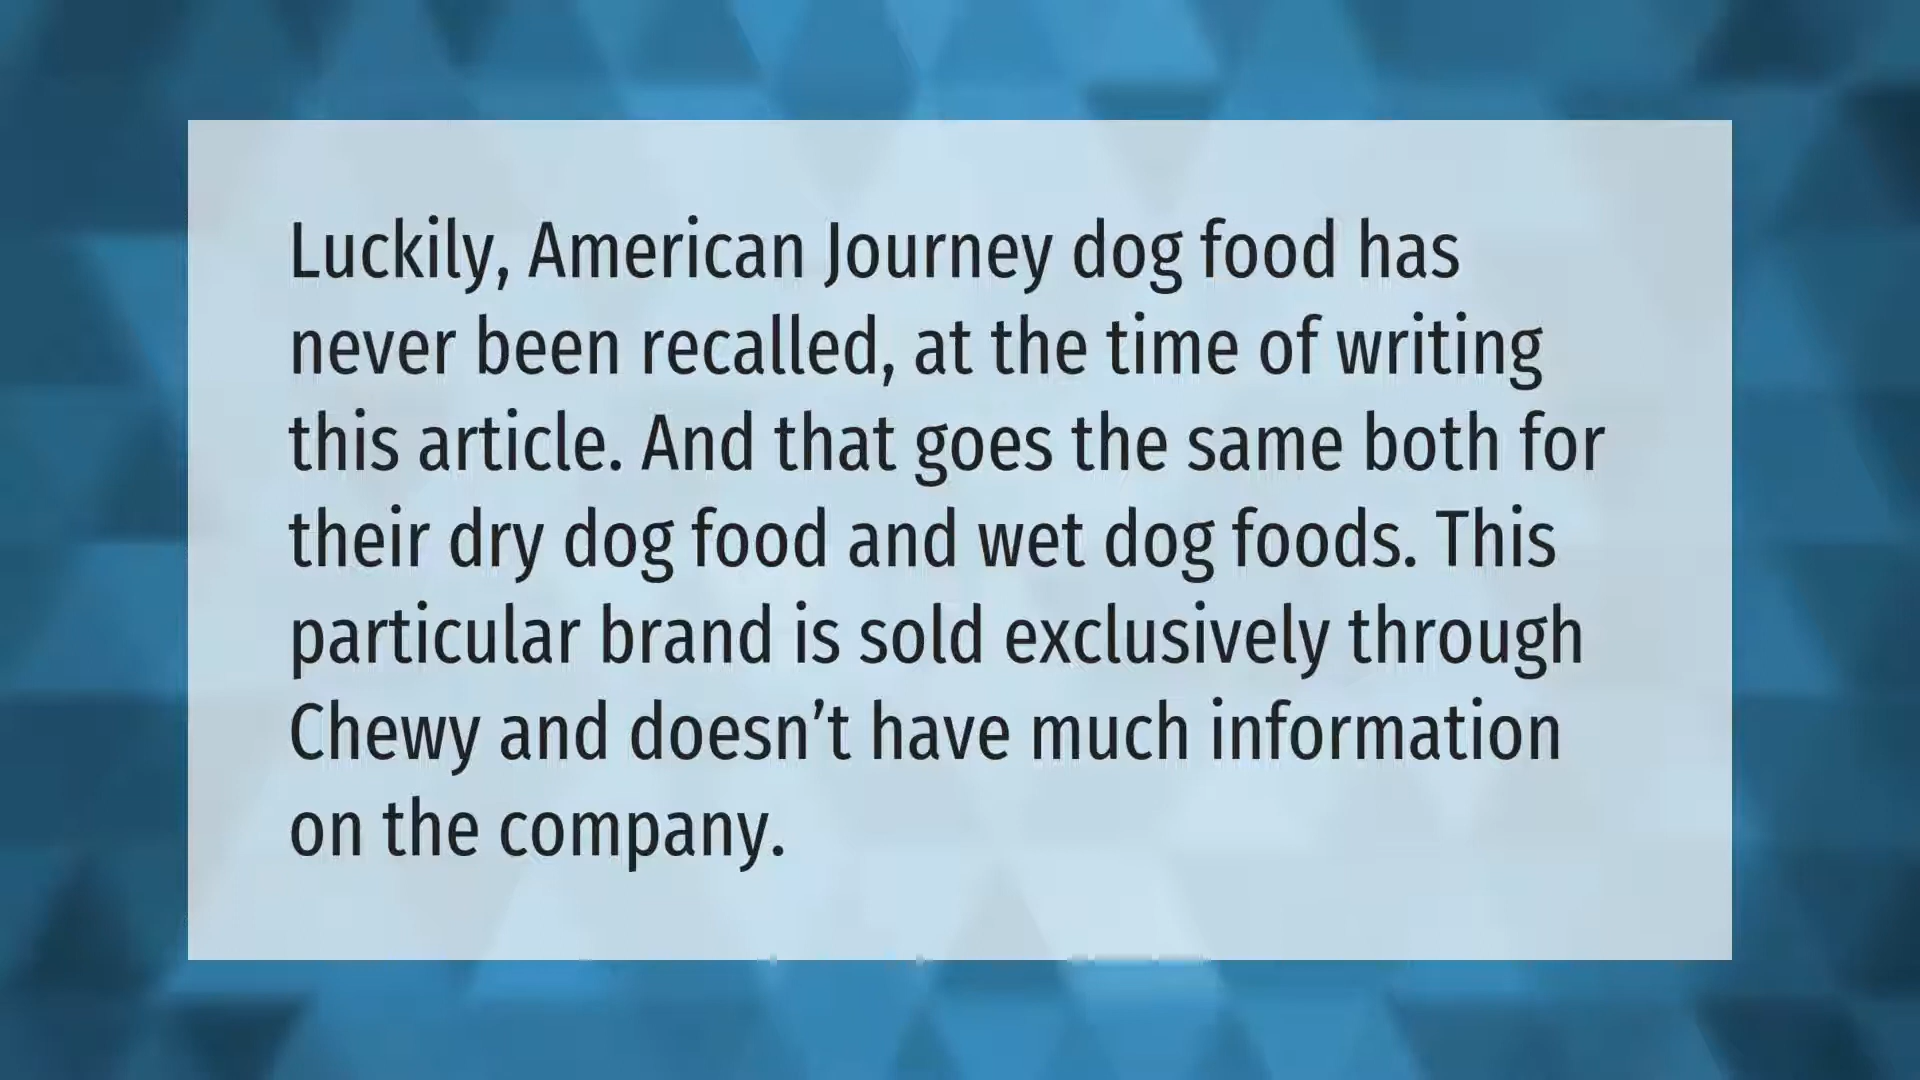 Luckily, American Journey dog food has
never been recalled, at the time of writing
this article. And that goes the same both for
their dry dog food and wet dog foods. This
particular brand is sold exclusively through
Chewy and doesn’t have much information
on the company.